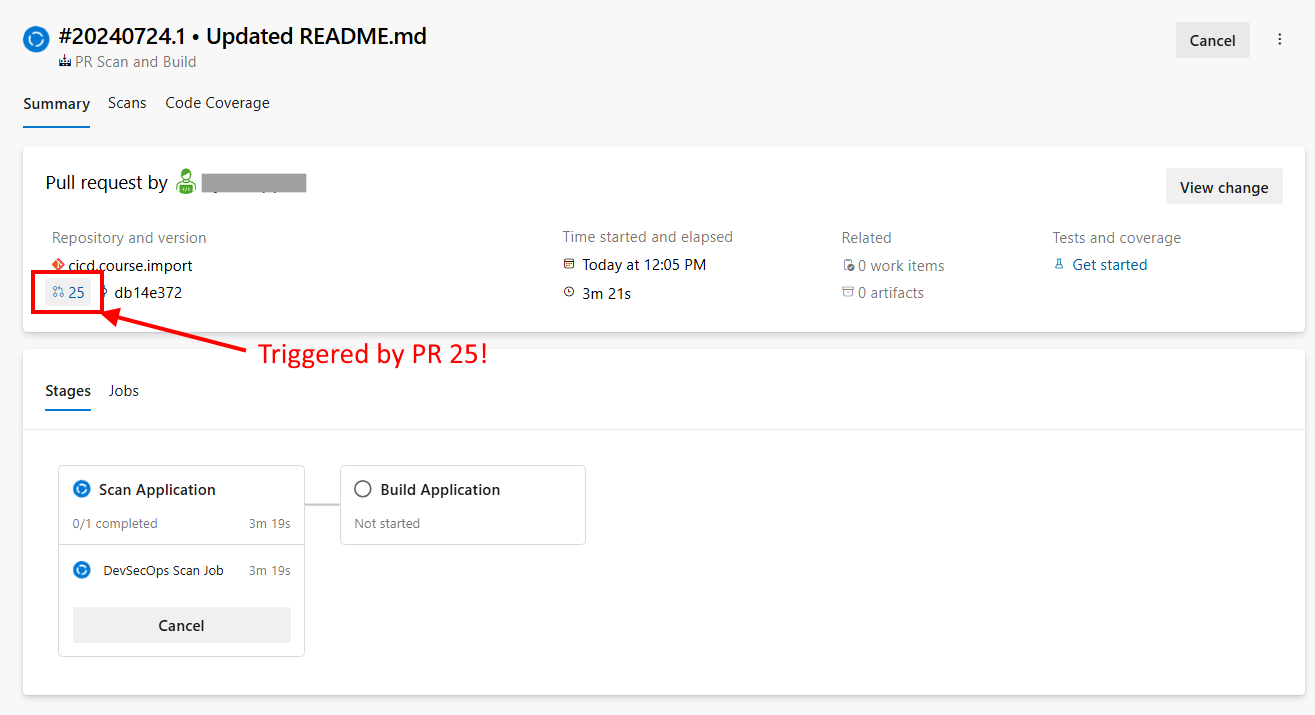 #20240724.1 • Updated README.md
PR Scan and Build
Cancel
Summary Scans Code Coverage
Pull request by
View change
Repository and version
cicd.course.import
25 db14e372
Time started and elapsed
Today at 12:05 PM
3m 21s
Related
0 work items
0 artifacts
Tests and coverage
Get started
Triggered by PR 25!
Stages Jobs
Scan Application
0/1 completed 3m 19s
DevSecOps Scan Job 3m 19s
Cancel
Build Application
Not started